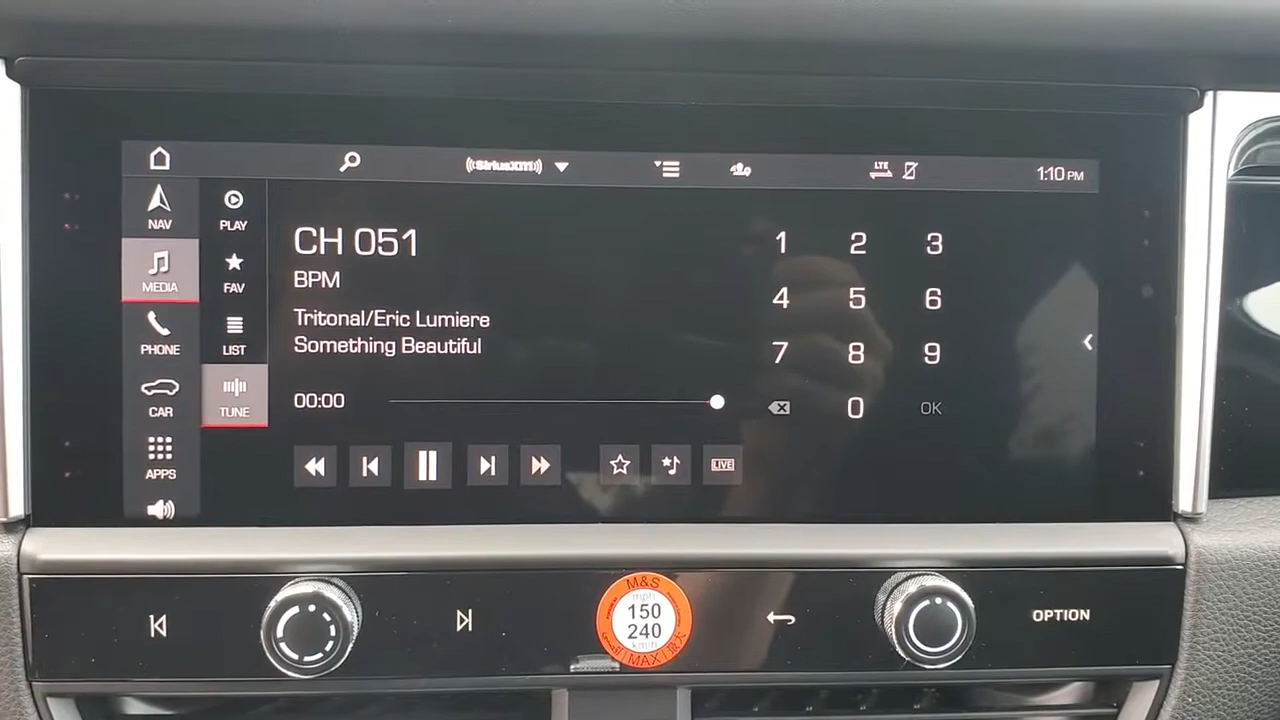 SiriusXM
LTE
1:10 PM
NAV
MEDIA
PHONE
CAR
APPS
PLAY
FAV
LIST
TUNE
CH 051
BPM
Tritonal/Eric Lumiere
Something Beautiful
00:00
LIVE
1 2 3
4 5 6
7 8 9
0 OK
M&S
mph
150
240
km/h
MAX
OPTION